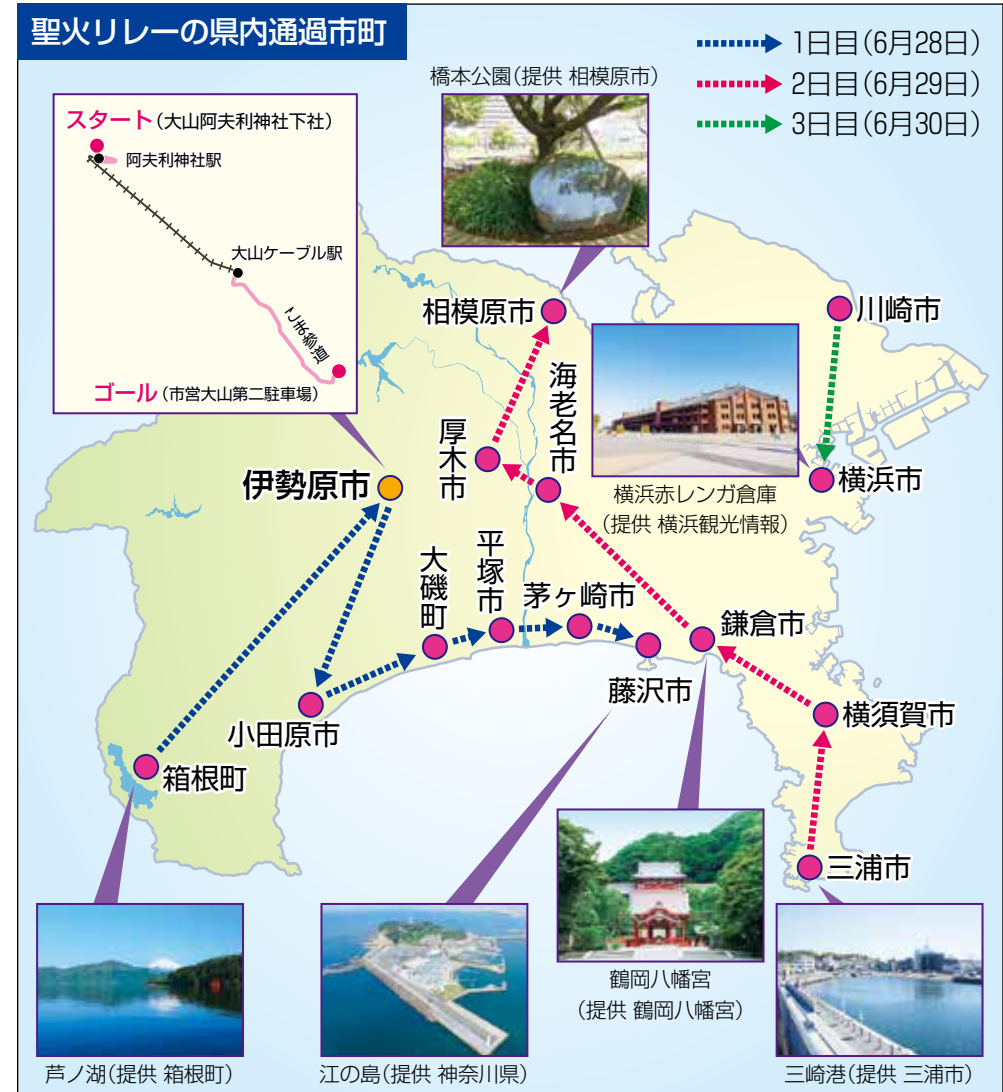 聖火リレーの県内通過市町
1日目(6月28日)
2日目(6月29日)
3日目(6月30日)
橋本公園(提供 相模原市)
スタート(大山阿夫利神社下社)
阿夫利神社駅
大山ケーブル駅
こま参道
ゴール(市営大山第二駐車場)
相模原市
川崎市
海老名市
厚木市
伊勢原市
横浜市
横浜赤レンガ倉庫
(提供 横浜観光情報)
大磯町
平塚市
茅ヶ崎市
鎌倉市
藤沢市
小田原市
横須賀市
箱根町
三浦市
鶴岡八幡宮
(提供 鶴岡八幡宮)
芦ノ湖(提供 箱根町)
江の島(提供 神奈川県)
三崎港(提供 三浦市)